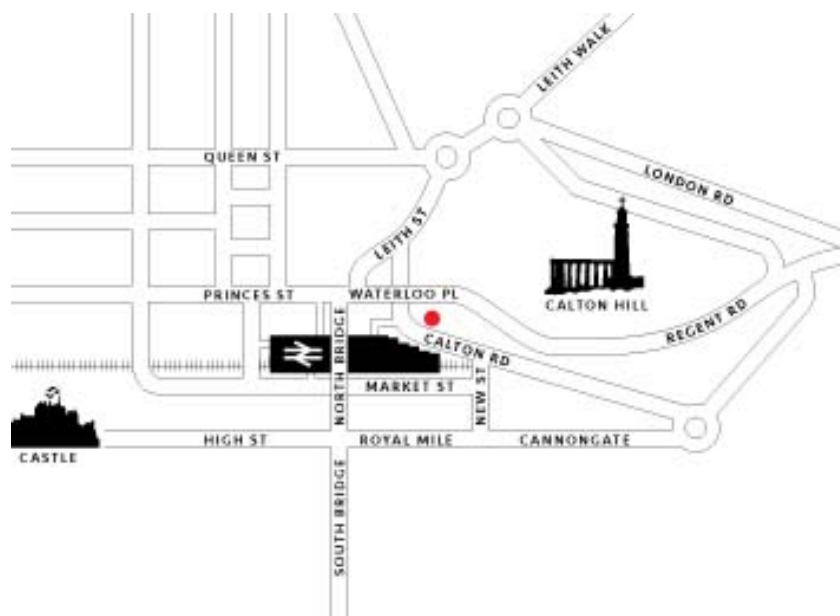 LEITH WALK
QUEEN ST
LONDON RD
LEITH ST
PRINCES ST
WATERLOO PL
CALTON HILL
REGENT RD
NORTH BRIDGE
CALTON RD
MARKET ST
NEW ST
HIGH ST
ROYAL MILE
CANNONGATE
CASTLE
SOUTH BRIDGE